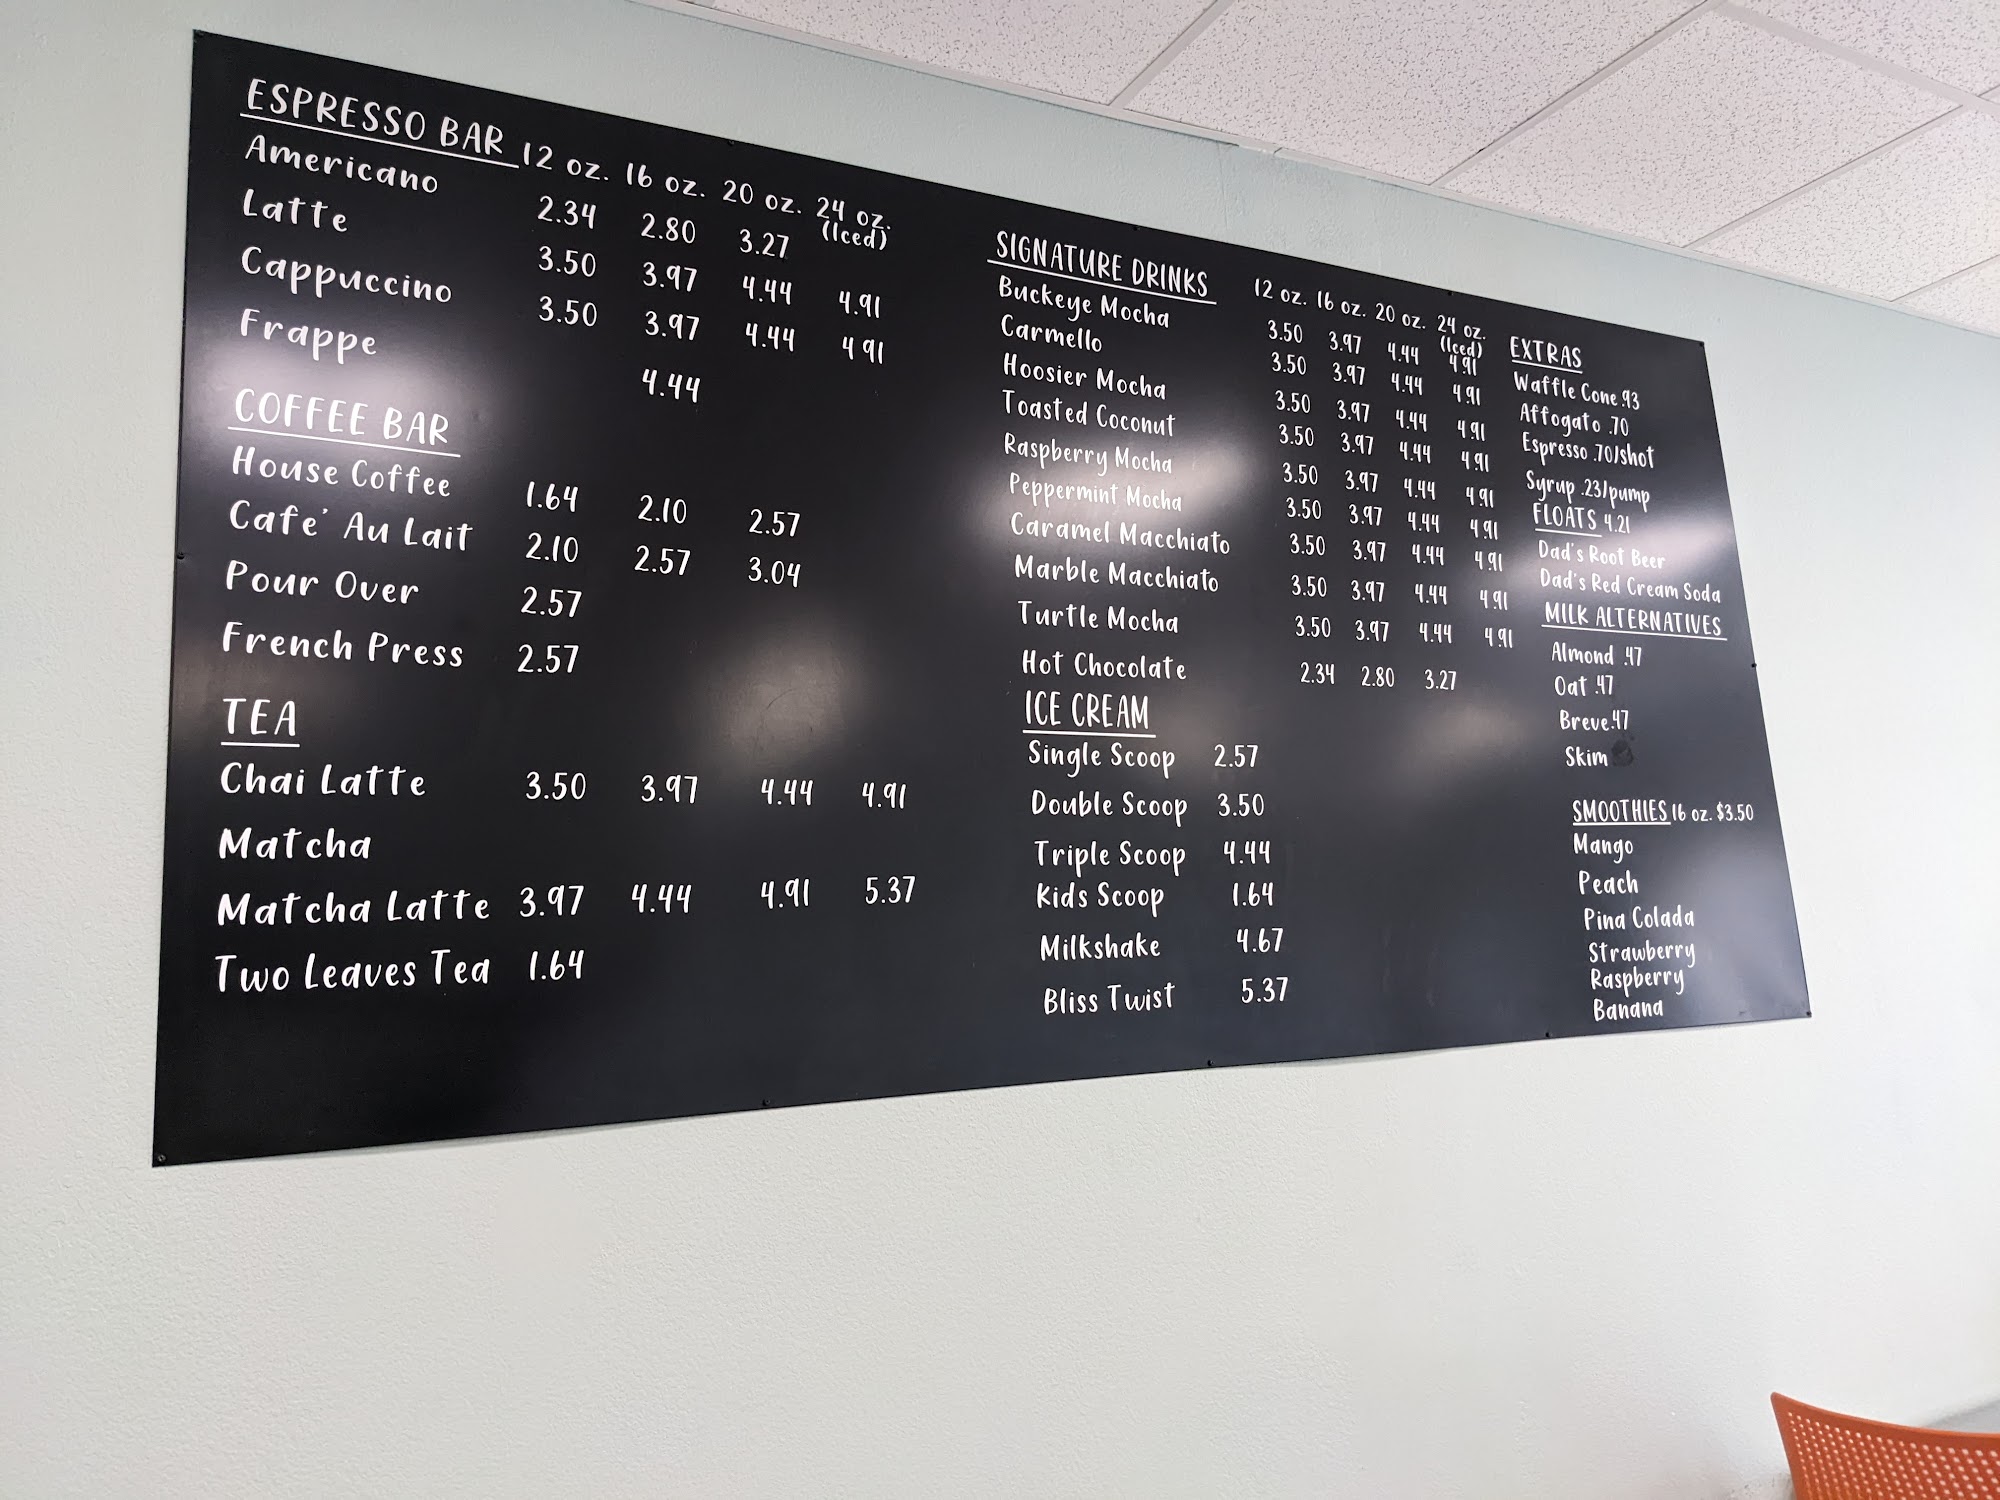 ESPRESSO BAR 12 oz. 16 oz. 20 oz. 24 oz. (Iced)
Americano 2.34 2.80 3.27
Latte 3.50 3.97 4.44 4.91
Cappuccino 3.50 3.97 4.44 4 91
Frappe 4.44
COFFEE BAR
House Coffee 1.64 2.10 2.57
Cafe' Au Lait 2.10 2.57 3.04
Pour Over 2.57
French Press 2.57
TEA
Chai Latte 3.50 3.97 4.44 4.91
Matcha
Matcha Latte 3.97 4.44 4.91 5.37
Two Leaves Tea 1.64
SIGNATURE DRINKS 12 oz. 16 oz. 20 oz. 24 oz. (Iced)
Buckeye Mocha 3.50 3.97 4.44 4.91
Carmello 3.50 3.97 4.44 4.91
Hoosier Mocha 3.50 3.97 4.44 4.91
Toasted Coconut 3.50 3.97 4.44 4.91
Raspberry Mocha 3.50 3.97 4.44 4.91
Peppermint Mocha 3.50 3.97 4.44 4.91
Caramel Macchiato 3.50 3.97 4.44 4.91
Marble Macchiato 3.50 3.97 4.44 4.91
Turtle Mocha 3.50 3.97 4.44 4.91
Hot Chocolate 2.34 2.80 3.27
ICE CREAM
Single Scoop 2.57
Double Scoop 3.50
Triple Scoop 4.44
Kids Scoop 1.64
Milkshake 4.67
Bliss Twist 5.37
EXTRAS
Waffle Cone .93
Affogato .70
Espresso .70/shot
Syrup .23/pump
FLOATS 4.21
Dad's Root Beer
Dad's Red Cream Soda
MILK ALTERNATIVES
Almond .47
Oat .47
Breve .47
Skim
SMOOTHIES 16 oz. $3.50
Mango
Peach
Pina Colada
Strawberry
Raspberry
Banana